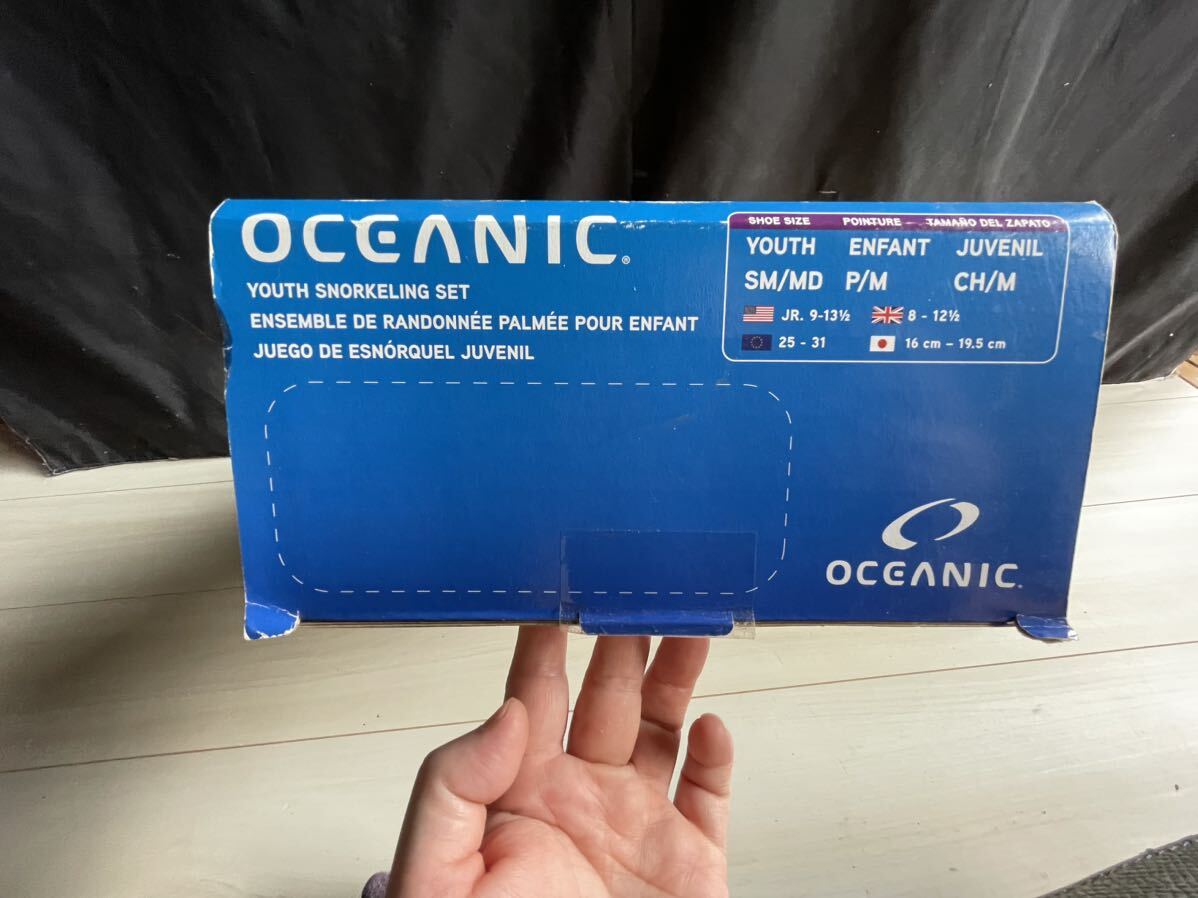 OCEANIC®
YOUTH SNORKELING SET
ENSEMBLE DE RANDONNÉE PALMÉE POUR ENFANT
JUEGO DE ESNÓRQUEL JUVENIL
SHOE SIZE POINTURE TAMAÑO DEL ZAPATO
YOUTH ENFANT JUVENIL
SM/MD P/M CH/M
JR. 9-13½ 8 - 12½
25 - 31 16 cm – 19.5 cm
OCEANIC®